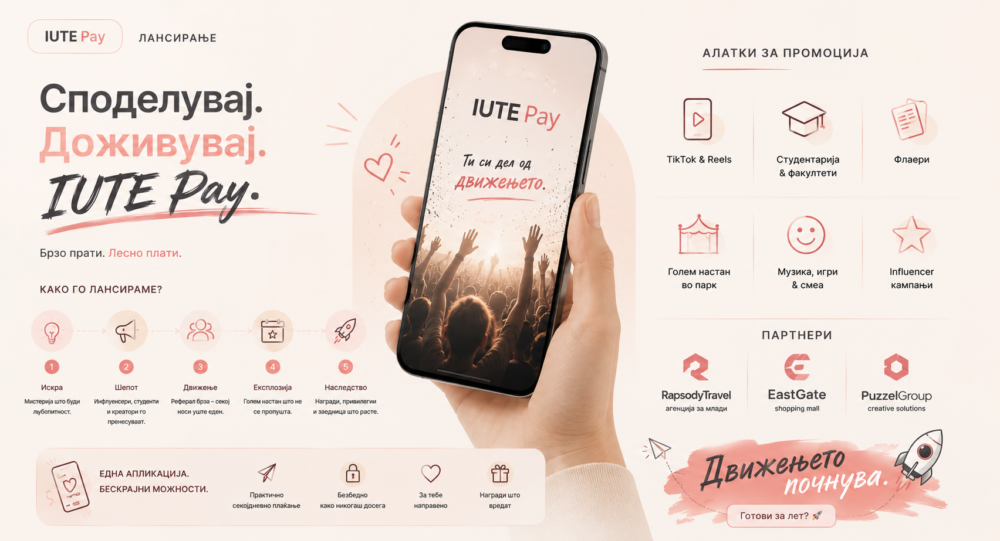 IUTE Pay
ЛАНСИРАЊЕ
Споделувај.
Доживувај.
IUTE Pay.
Брзо прати. Лесно плати.
КАКО ГО ЛАНСИРАМЕ?
1
Искра
Мистерија што буди
љубопитност.
2
Шепот
Инфлуенсери, студенти
и креатори го
пренесуваат.
3
Движење
Реферал брза – секој
носи уште еден.
4
Експлозија
Голем настан што не
се пропушта.
5
Наследство
Награди, привилегии
и заедница што расте.
ЕДНА АПЛИКАЦИЈА.
БЕСКРАЈНИ МОЖНОСТИ.
Практично
секојдневно плаќање
Безбедно
како никогаш досега
За тебе
направено
Награди што
вредат
IUTE Pay
Ти си дел од
движењето.
АЛАТКИ ЗА ПРОМОЦИЈА
TikTok & Reels
Студентарија
& факултети
Флаери
Голем настан
во парк
Музика, игри
& смеа
Influencer
кампањи
ПАРТНЕРИ
RapsodyTravel
агенција за млади
EastGate
shopping mall
PuzzelGroup
creative solutions
Движењето
почнува.
Готови за лет? 🚀